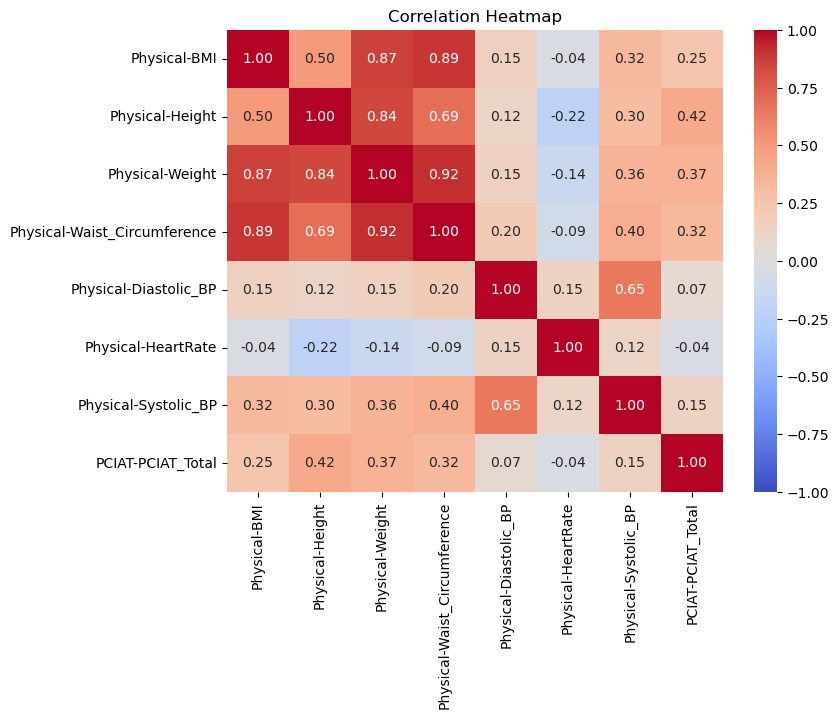 Correlation Heatmap
Physical-BMI 1.00 0.50 0.87 0.89 0.15 -0.04 0.32 0.25
Physical-Height 0.50 1.00 0.84 0.69 0.12 -0.22 0.30 0.42
Physical-Weight 0.87 0.84 1.00 0.92 0.15 -0.14 0.36 0.37
Physical-Waist_Circumference 0.89 0.69 0.92 1.00 0.20 -0.09 0.40 0.32
Physical-Diastolic_BP 0.15 0.12 0.15 0.20 1.00 0.15 0.65 0.07
Physical-HeartRate -0.04 -0.22 -0.14 -0.09 0.15 1.00 0.12 -0.04
Physical-Systolic_BP 0.32 0.30 0.36 0.40 0.65 0.12 1.00 0.15
PCIAT-PCIAT_Total 0.25 0.42 0.37 0.32 0.07 -0.04 0.15 1.00
Physical-BMI
Physical-Height
Physical-Weight
Physical-Waist_Circumference
Physical-Diastolic_BP
Physical-HeartRate
Physical-Systolic_BP
PCIAT-PCIAT_Total
1.00
0.75
0.50
0.25
0.00
−0.25
−0.50
−0.75
−1.00